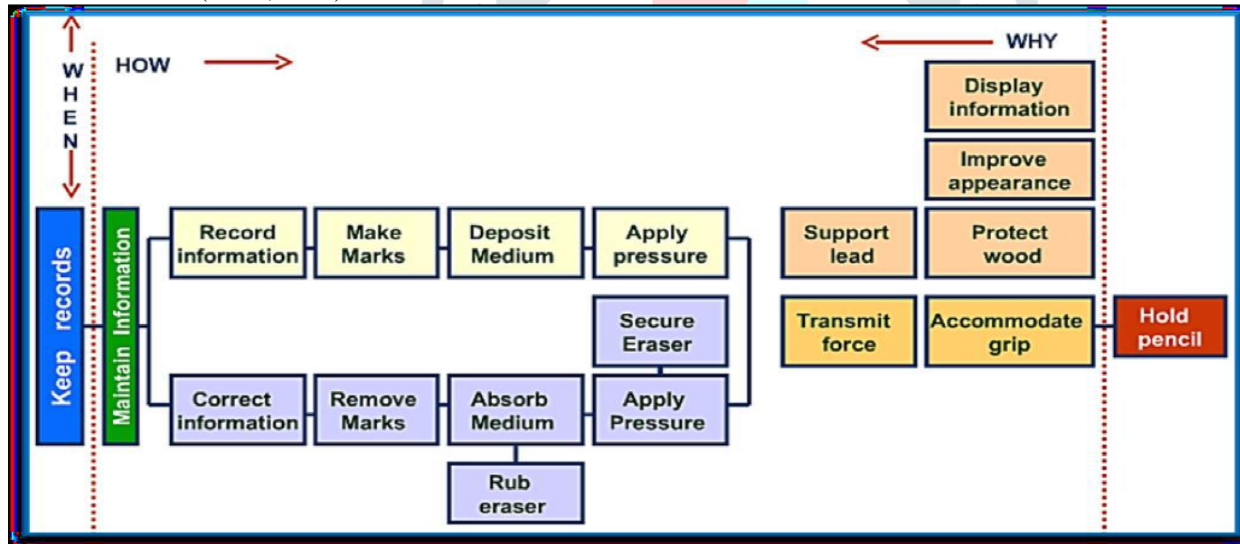 WHEN
HOW
WHY
Display
information
Improve
appearance
Keep records
Maintain Information
Record
information
Make
Marks
Deposit
Medium
Apply
pressure
Support
lead
Protect
wood
Secure
Eraser
Transmit
force
Accommodate
grip
Hold
pencil
Correct
information
Remove
Marks
Absorb
Medium
Apply
Pressure
Rub
eraser